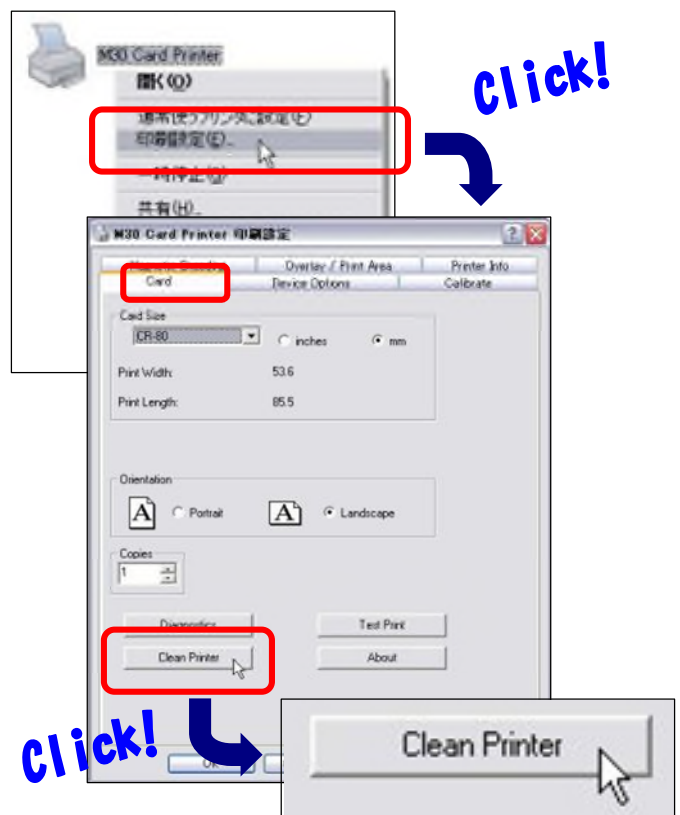 M30 Card Printer
開く(O)
通常使うプリンタに設定(F)
印刷設定(E)...
一時停止(G)
共有(H)...
Click!
M30 Card Printer 印刷設定
Overlay / Print Area
Printer Info
Card
Device Options
Calibrate
Card Size
CR-80
inches
mm
Print Width:
53.6
Print Length:
85.5
Orientation
A
Portrait
A
Landscape
Copies
1
Diagnostics
Test Print
Clean Printer
About
Click!
OK
Clean Printer